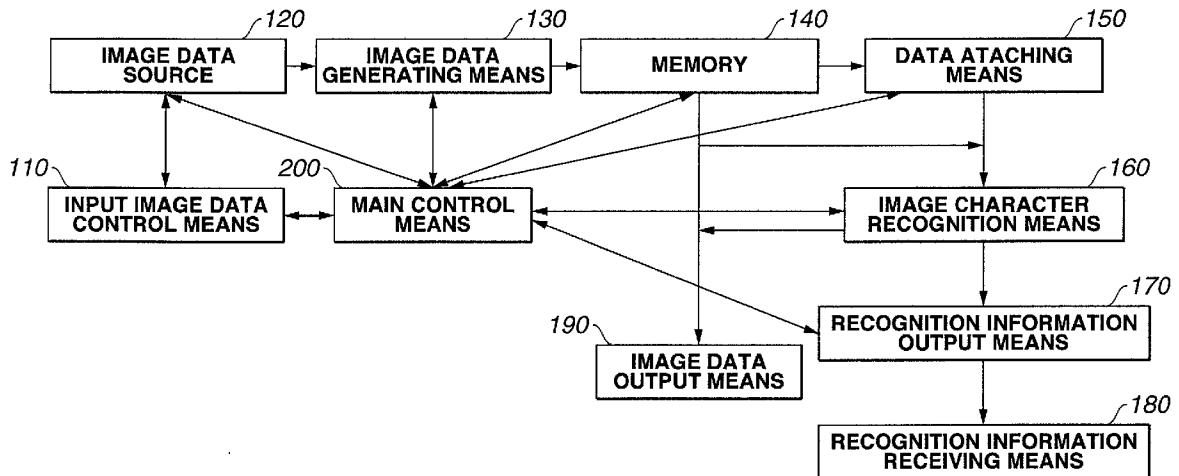 120
130
140
150
IMAGE DATA
SOURCE
IMAGE DATA
GENERATING MEANS
MEMORY
DATA ATACHING
MEANS
110
200
160
INPUT IMAGE DATA
CONTROL MEANS
MAIN CONTROL
MEANS
IMAGE CHARACTER
RECOGNITION MEANS
170
190
RECOGNITION INFORMATION
OUTPUT MEANS
IMAGE DATA
OUTPUT MEANS
180
RECOGNITION INFORMATION
RECEIVING MEANS